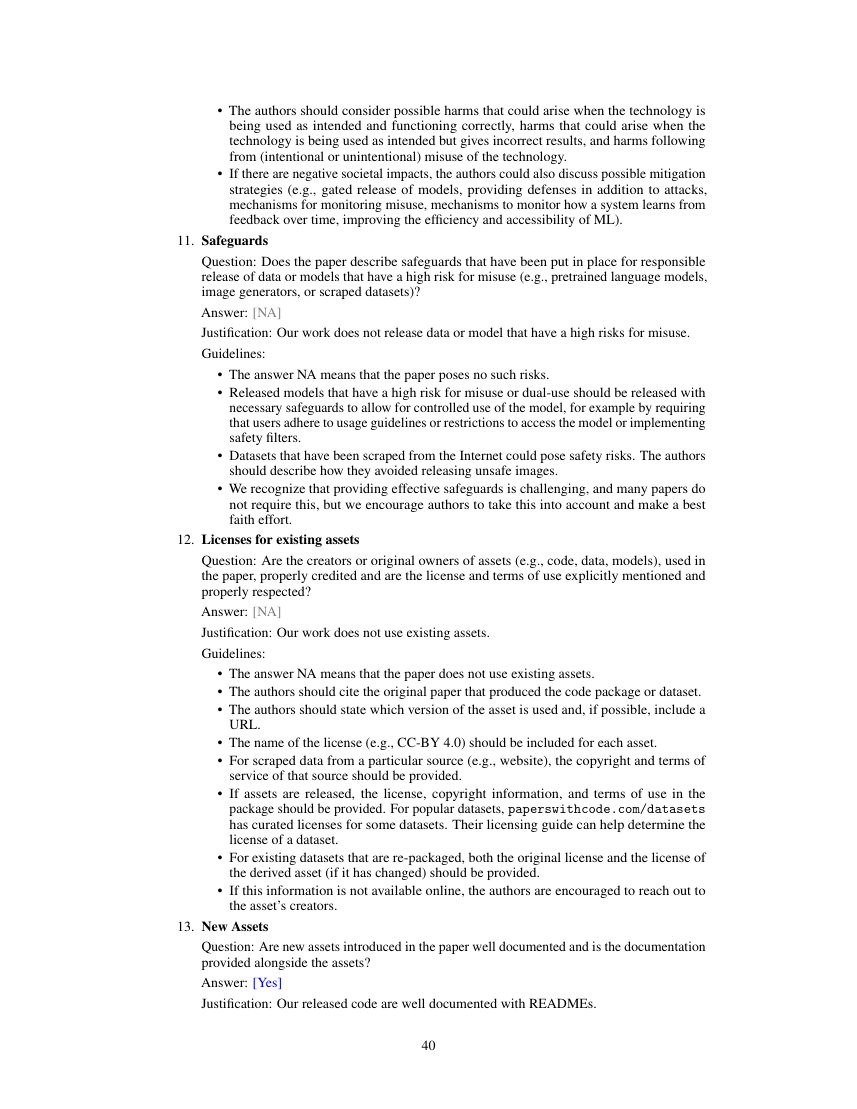 • The authors should consider possible harms that could arise when the technology is
being used as intended and functioning correctly, harms that could arise when the
technology is being used as intended but gives incorrect results, and harms following
from (intentional or unintentional) misuse of the technology.
• If there are negative societal impacts, the authors could also discuss possible mitigation
strategies (e.g., gated release of models, providing defenses in addition to attacks,
mechanisms for monitoring misuse, mechanisms to monitor how a system learns from
feedback over time, improving the efficiency and accessibility of ML).
11. Safeguards
Question: Does the paper describe safeguards that have been put in place for responsible
release of data or models that have a high risk for misuse (e.g., pretrained language models,
image generators, or scraped datasets)?
Answer: [NA]
Justification: Our work does not release data or model that have a high risks for misuse.
Guidelines:
• The answer NA means that the paper poses no such risks.
• Released models that have a high risk for misuse or dual-use should be released with
necessary safeguards to allow for controlled use of the model, for example by requiring
that users adhere to usage guidelines or restrictions to access the model or implementing
safety filters.
• Datasets that have been scraped from the Internet could pose safety risks. The authors
should describe how they avoided releasing unsafe images.
• We recognize that providing effective safeguards is challenging, and many papers do
not require this, but we encourage authors to take this into account and make a best
faith effort.
12. Licenses for existing assets
Question: Are the creators or original owners of assets (e.g., code, data, models), used in
the paper, properly credited and are the license and terms of use explicitly mentioned and
properly respected?
Answer: [NA]
Justification: Our work does not use existing assets.
Guidelines:
• The answer NA means that the paper does not use existing assets.
• The authors should cite the original paper that produced the code package or dataset.
• The authors should state which version of the asset is used and, if possible, include a
URL.
• The name of the license (e.g., CC-BY 4.0) should be included for each asset.
• For scraped data from a particular source (e.g., website), the copyright and terms of
service of that source should be provided.
• If assets are released, the license, copyright information, and terms of use in the
package should be provided. For popular datasets, paperswithcode.com/datasets
has curated licenses for some datasets. Their licensing guide can help determine the
license of a dataset.
• For existing datasets that are re-packaged, both the original license and the license of
the derived asset (if it has changed) should be provided.
• If this information is not available online, the authors are encouraged to reach out to
the asset's creators.
13. New Assets
Question: Are new assets introduced in the paper well documented and is the documentation
provided alongside the assets?
Answer: [Yes]
Justification: Our released code are well documented with READMEs.
40